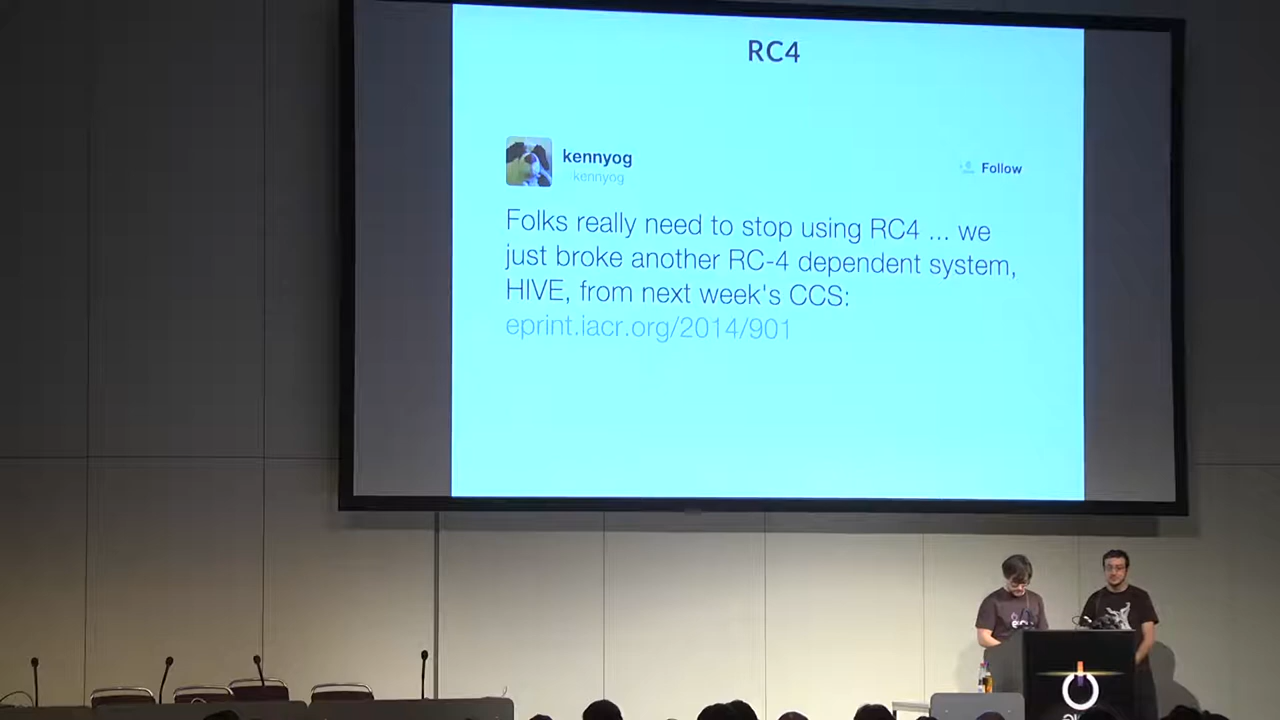 RC4
kennyog
kennyog
Follow
Folks really need to stop using RC4 ... we
just broke another RC-4 dependent system,
HIVE, from next week's CCS:
eprint.iacr.org/2014/901